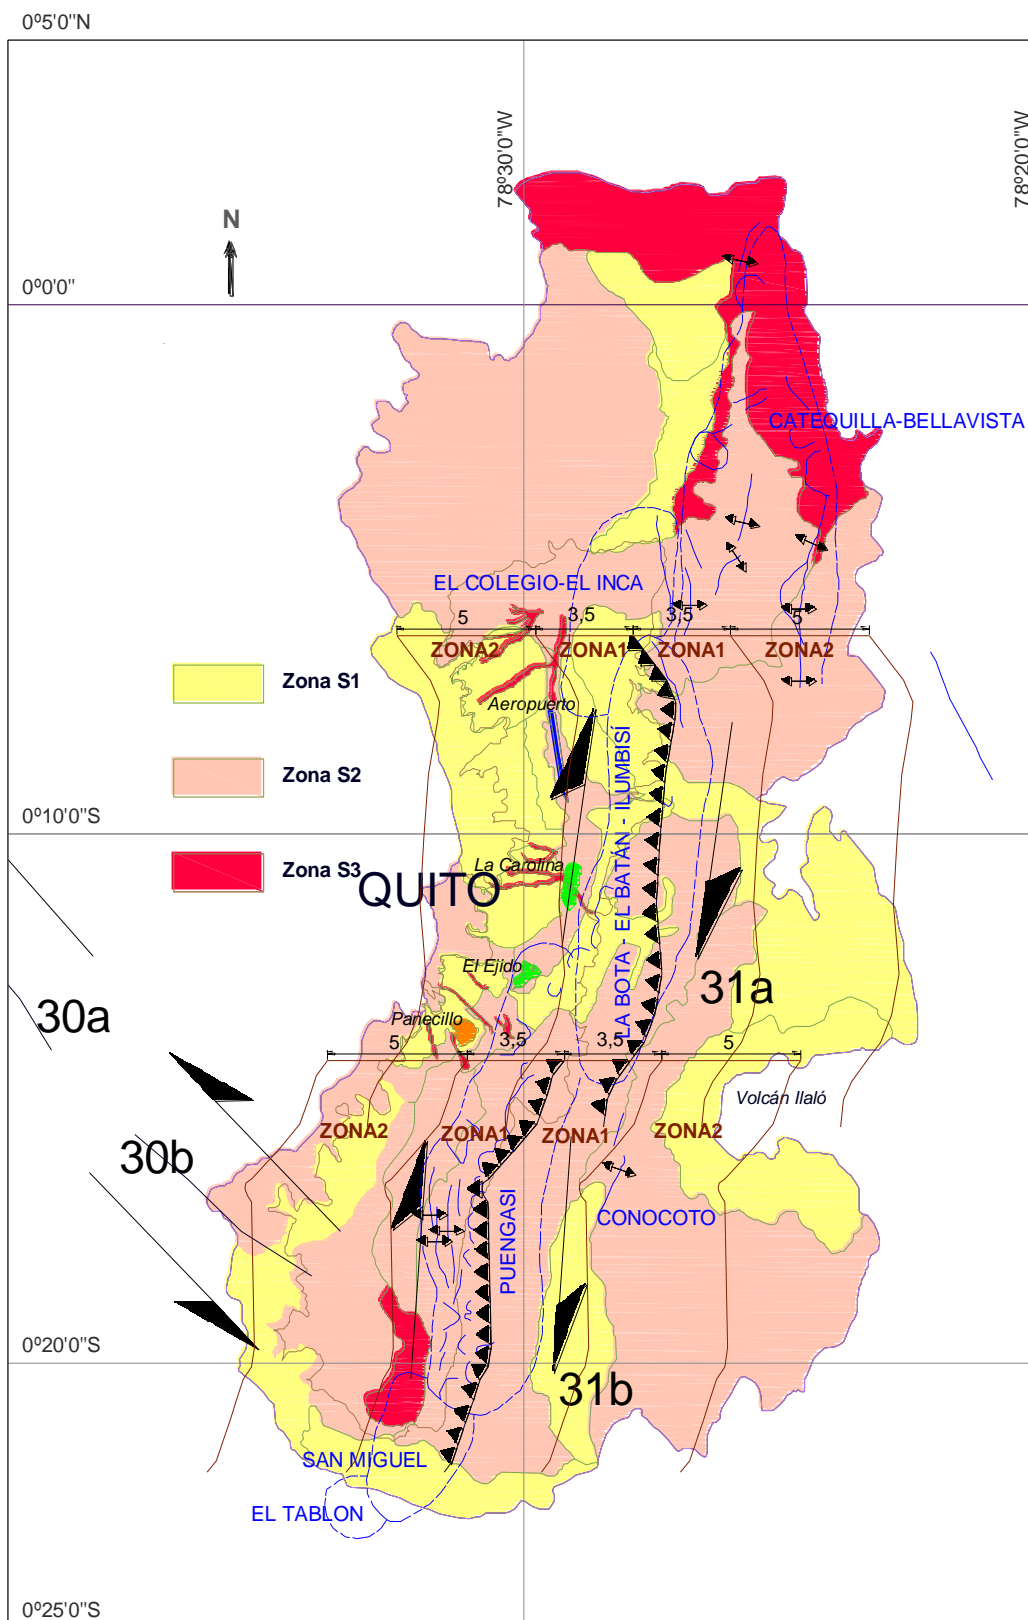 0º5'0"N
78º30'0"W
78º20'0"W
N
0º0'0"
CATEQUILLA-BELLAVISTA
EL COLEGIO-EL INCA
5
3,5
3,5
5
ZONA2
ZONA1
ZONA1
ZONA2
Zona S1
Aeropuerto
Zona S2
0º10'0"S
LA BOTA - EL BATÁN - ILUMBISÍ
Zona S3
La Carolina
QUITO
El Ejido
31a
30a
Panecillo
5
3,5
3,5
5
Volcán Ilaló
ZONA2
ZONA1
ZONA1
ZONA2
30b
CONOCOTO
PUENGASI
0º20'0"S
31b
SAN MIGUEL
EL TABLON
0º25'0"S